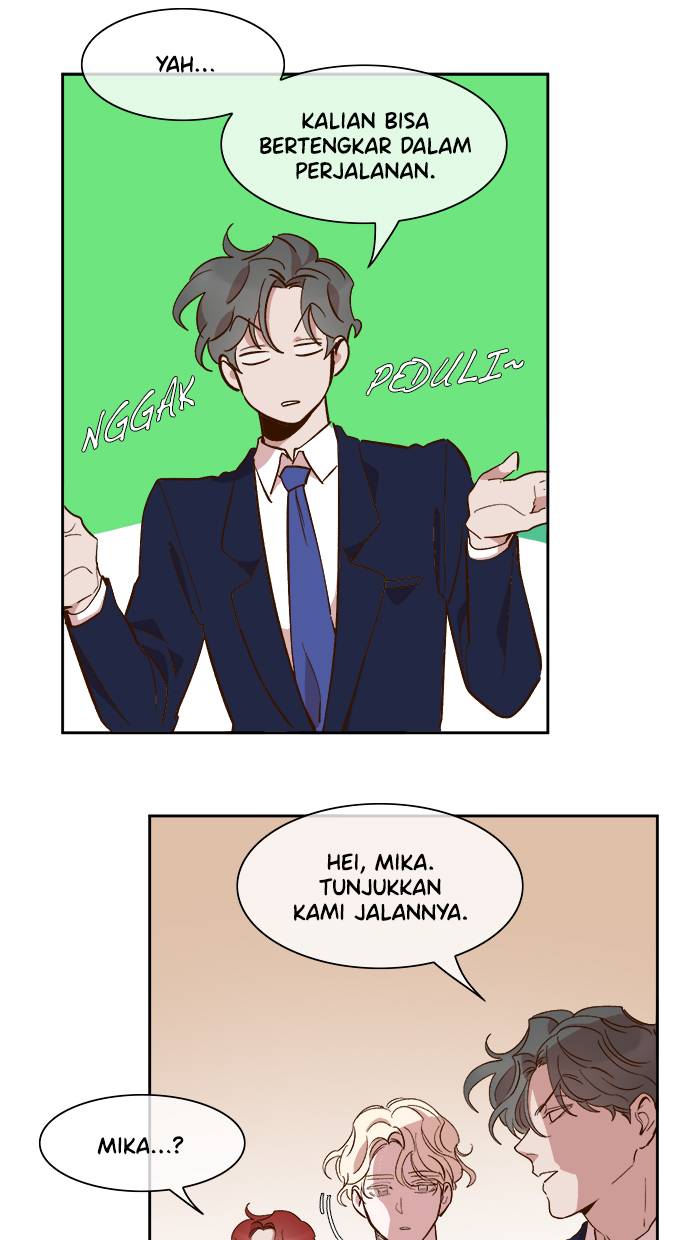 YAH...
KALIAN BISA
BERTENGKAR DALAM
PERJALANAN.
NGGAK PEDULI~
HEI, MIKA.
TUNJUKKAN
KAMI JALANNYA.
MIKA...?